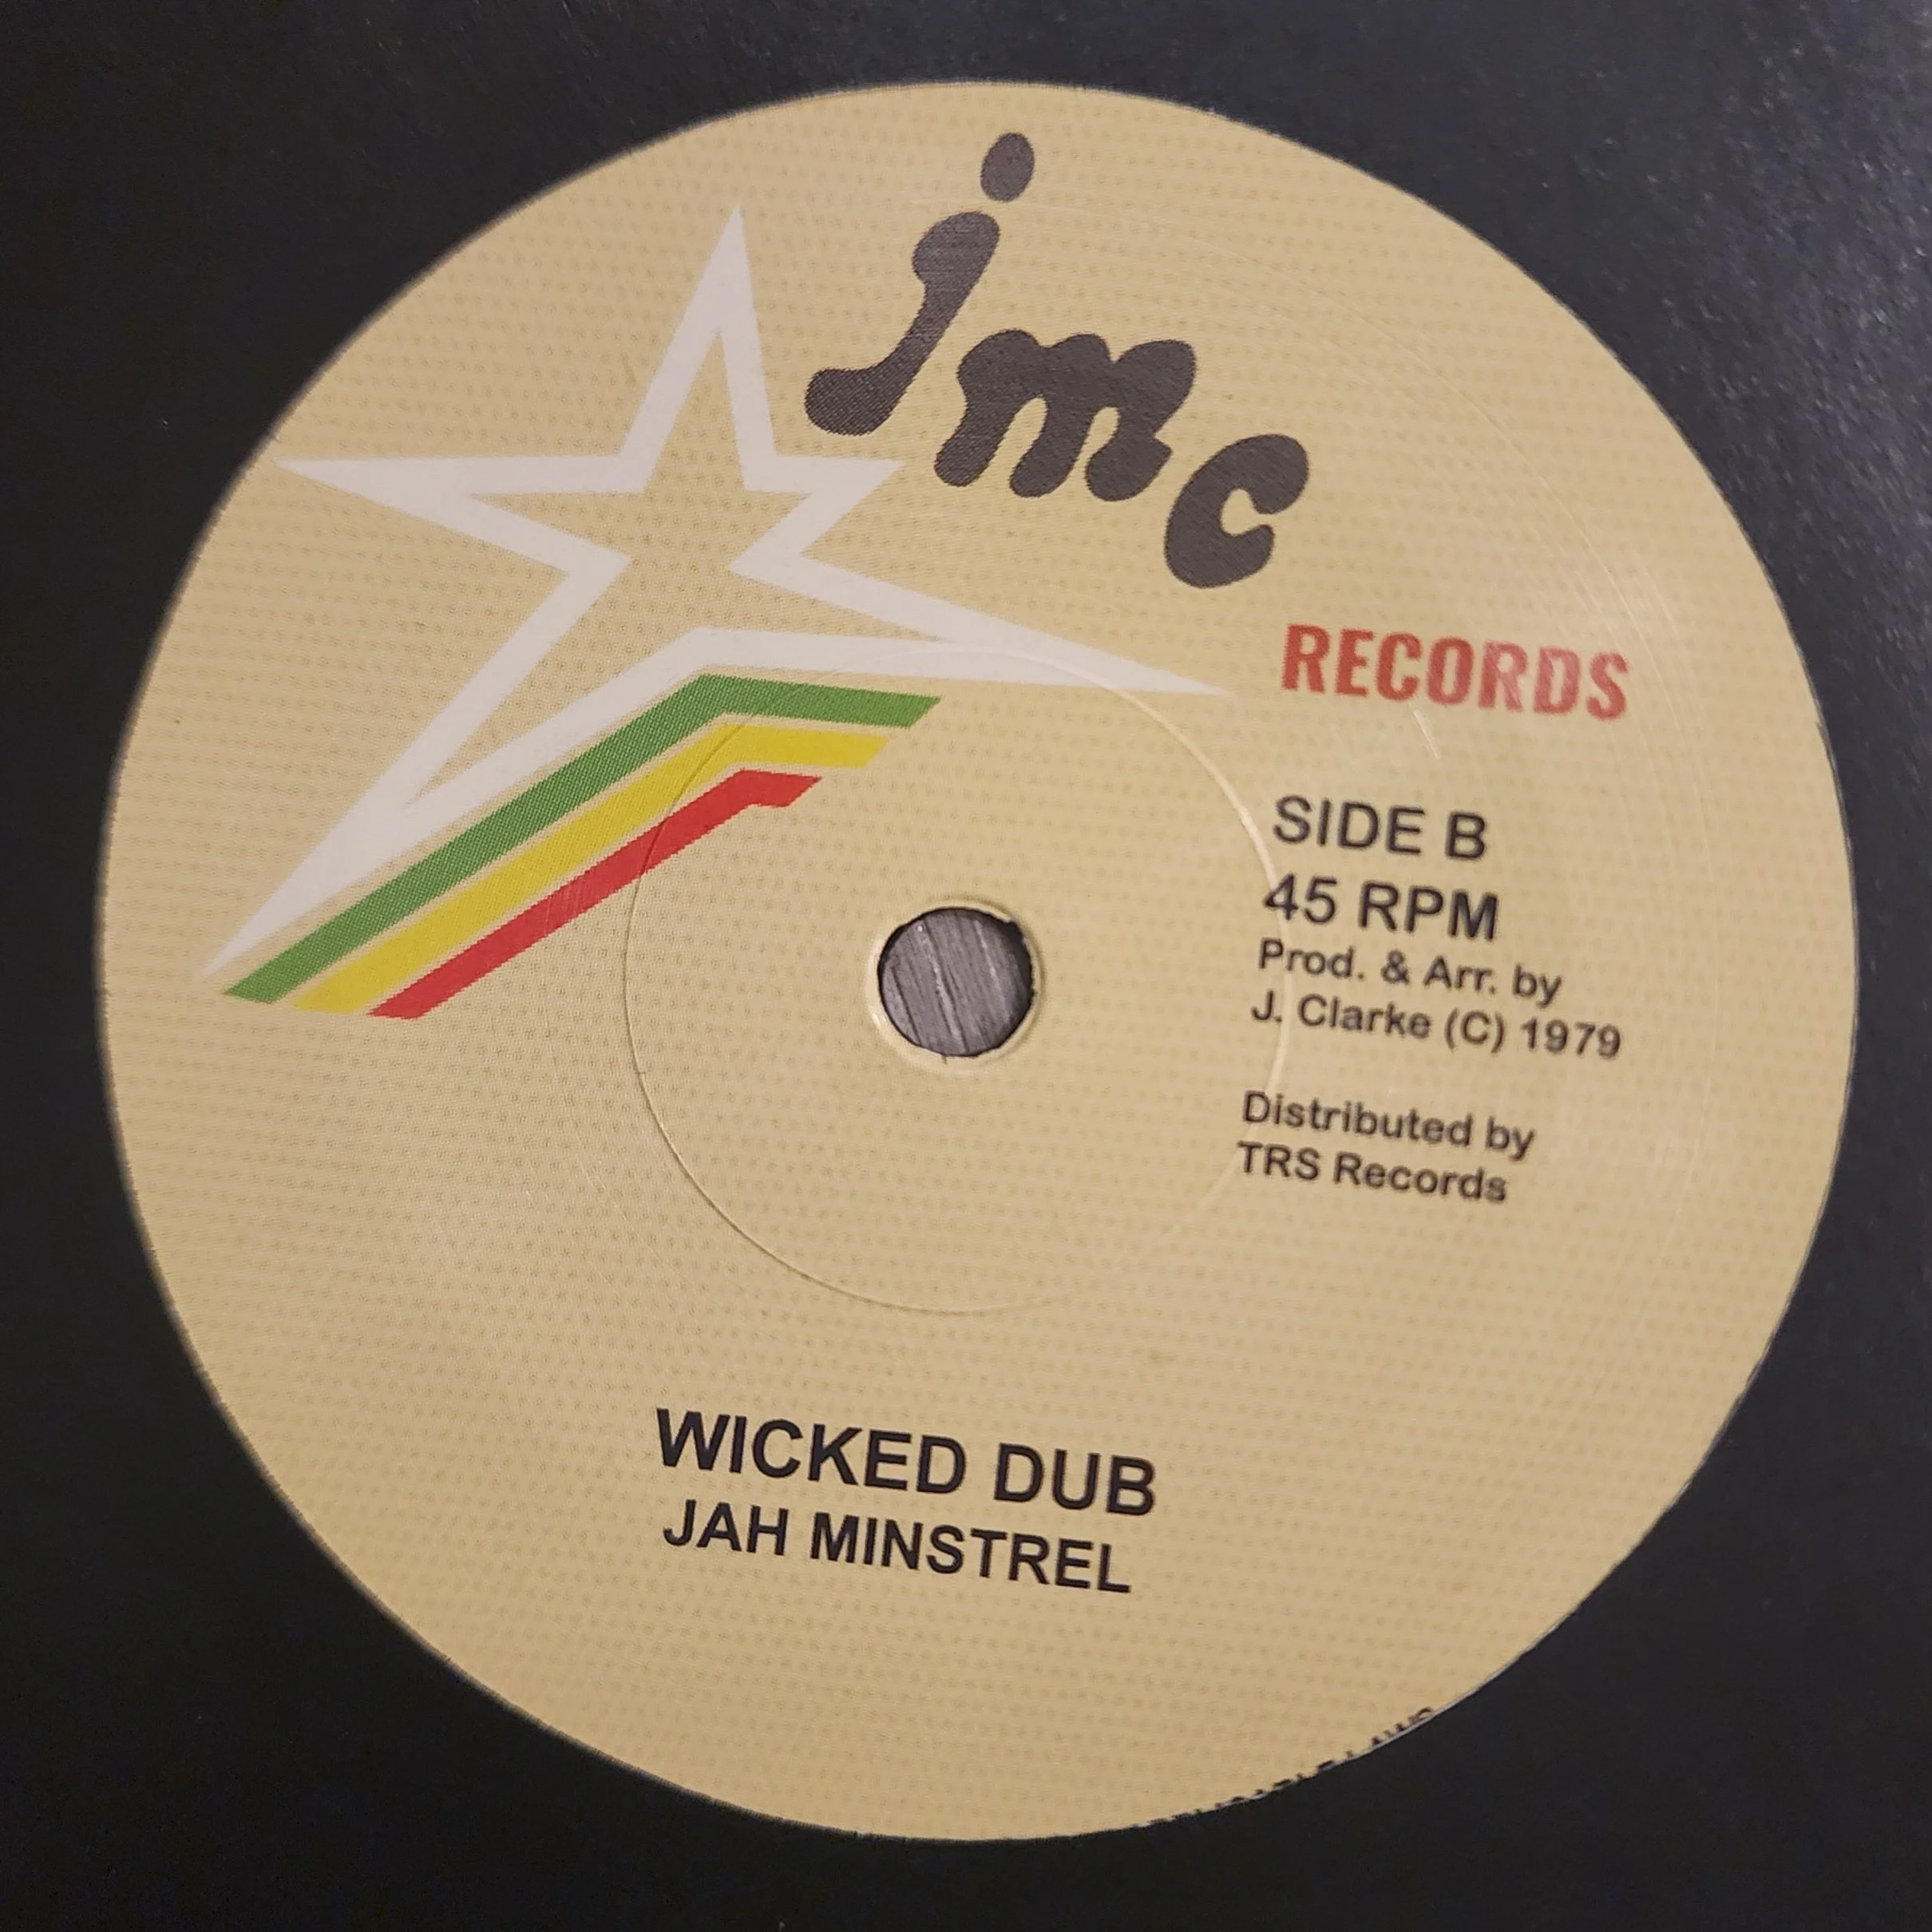 jmc
RECORDS
SIDE B
45 RPM
Prod. & Arr. by
J. Clarke (C) 1979
Distributed by
TRS Records
WICKED DUB
JAH MINSTREL